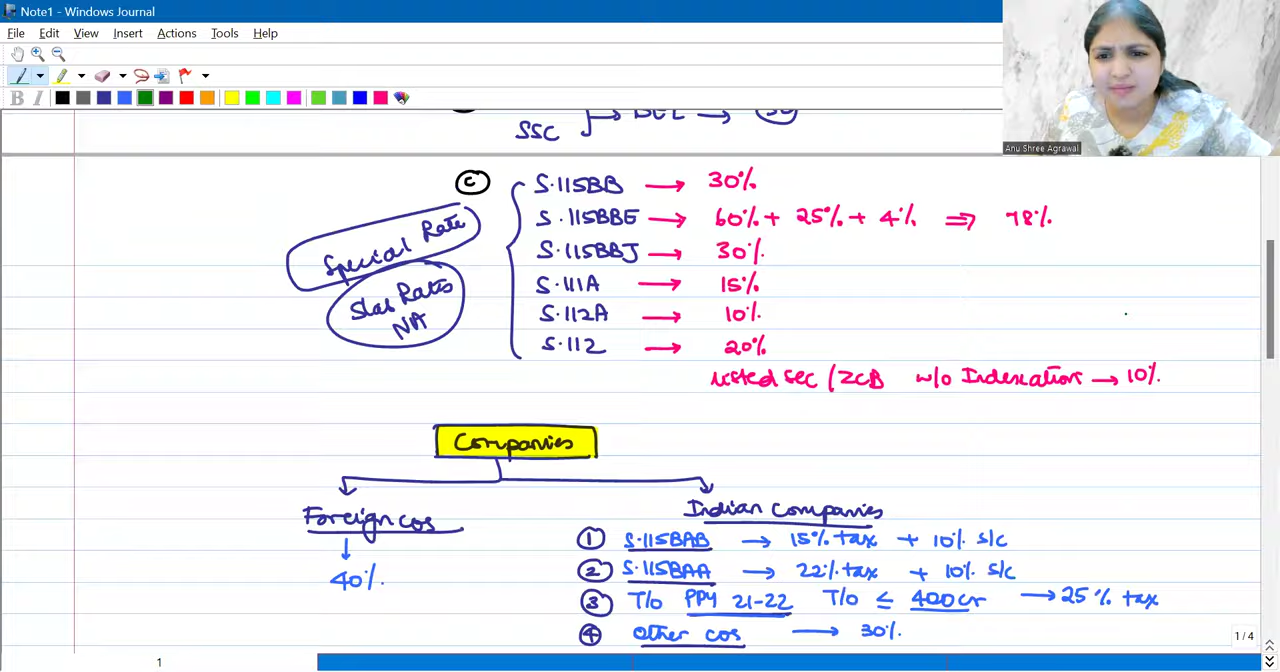 Note1 - Windows Journal
File Edit View Insert Actions Tools Help
B I
Anu Shree Agrawal
SSC
C S.115BB → 30%
S.115BBE → 60% + 25% + 4% ⇒ 78%
Special Rate
S.115BBJ → 30%
Slab Rates NA
S.111A → 15%
S.112A → 10%
S.112 → 20%
listed sec / ZCB w/o Indexation → 10%
Companies
Foreign cos
40%
Indian Companies
1 S.115BAB → 15% tax + 10% s/c
2 S.115BAA → 22% tax + 10% s/c
3 T/o PPY 21-22 T/O ≤ 400cr → 25% tax
4 other cos → 30%
1 / 4
1